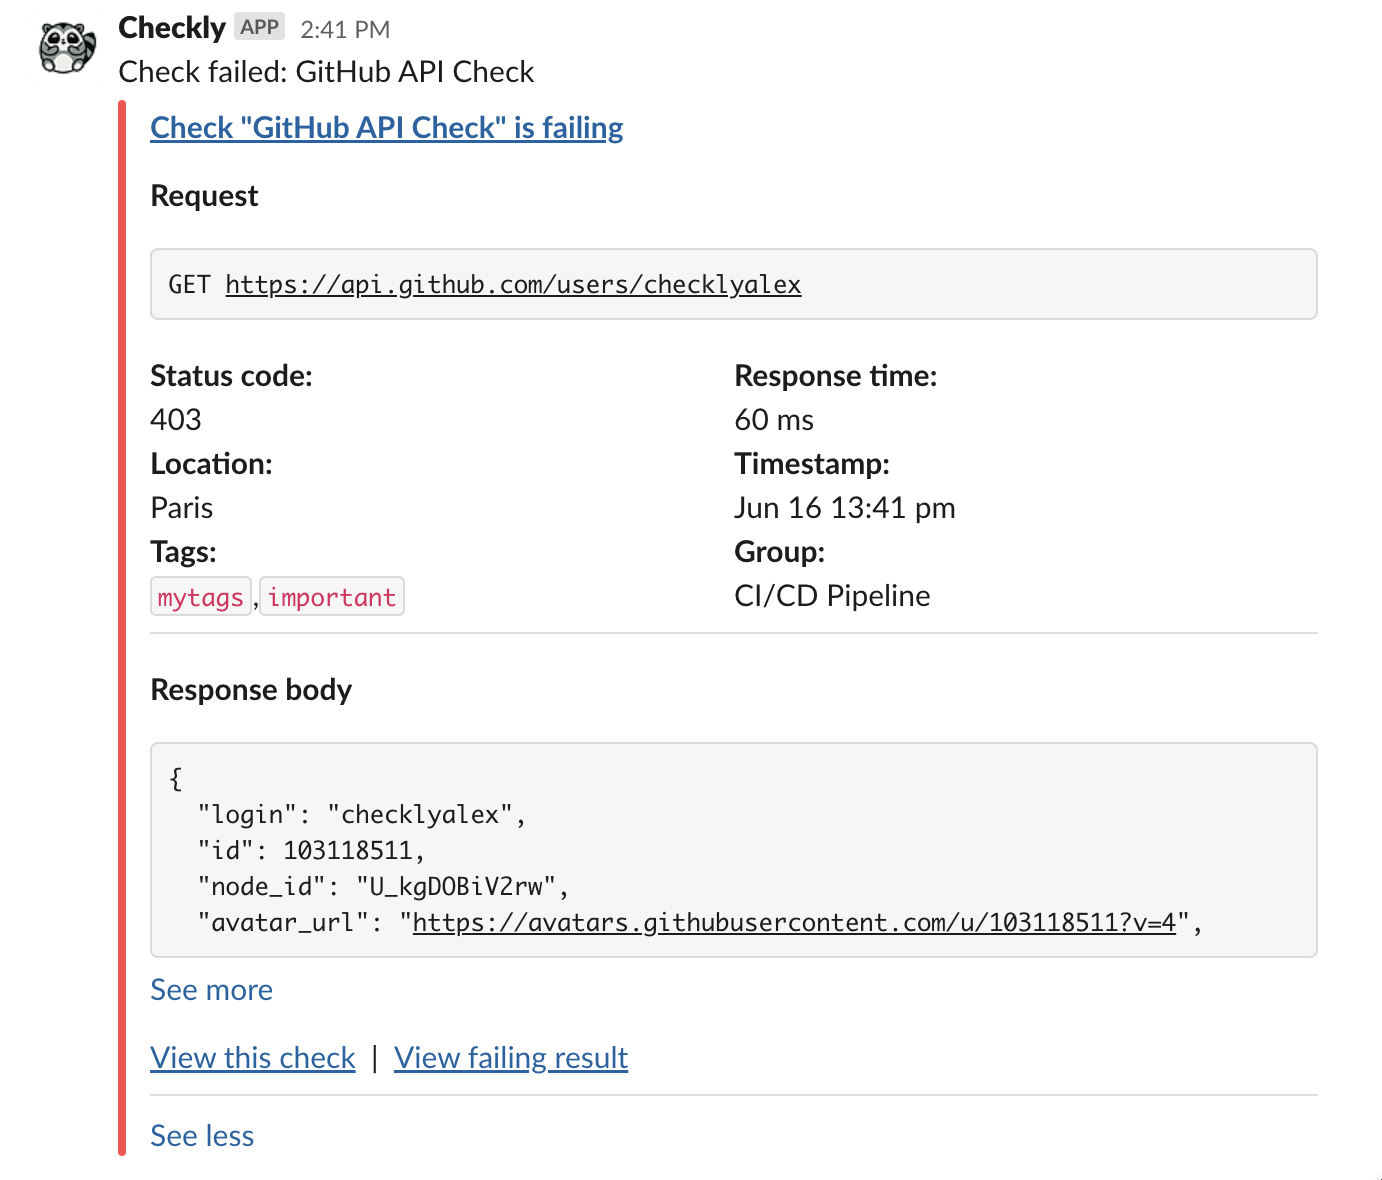 Checkly APP 2:41 PM
Check failed: GitHub API Check
Check "GitHub API Check" is failing
Request
GET https://api.github.com/users/checklyalex
Status code:
403
Response time:
60 ms
Location:
Paris
Timestamp:
Jun 16 13:41 pm
Tags:
mytags,important
Group:
CI/CD Pipeline
Response body
{
  "login": "checklyalex",
  "id": 103118511,
  "node_id": "U_kgDOBiV2rw",
  "avatar_url": "https://avatars.githubusercontent.com/u/103118511?v=4",
See more
View this check | View failing result
See less